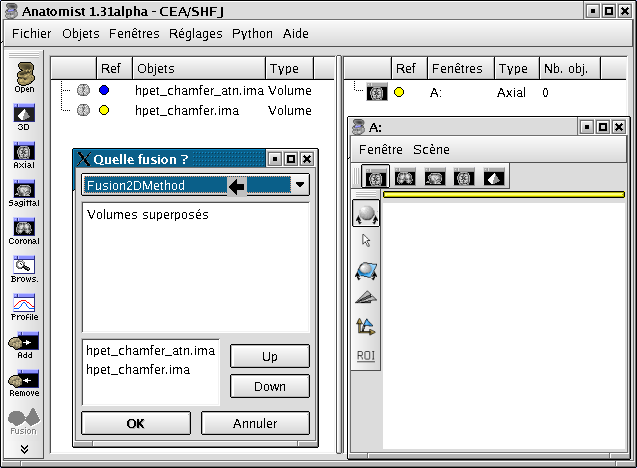 Anatomist 1.31alpha - CEA/SHFJ
Fichier Objets Fenêtres Réglages Python Aide
Open
3D
Axial
Sagittal
Coronal
Brows.
Profile
Add
Remove
Fusion
Ref Objets Type
hpet_chamfer_atn.ima Volume
hpet_chamfer.ima Volume
Ref Fenêtres Type Nb. obj.
A: Axial 0
Quelle fusion ?
Fusion2DMethod
Volumes superposés
hpet_chamfer_atn.ima
hpet_chamfer.ima
Up
Down
OK Annuler
A:
Fenêtre Scène
ROI